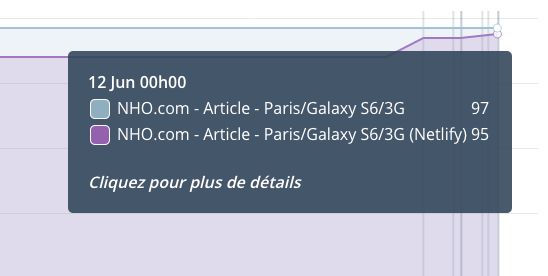 12 Jun 00h00
NHO.com - Article - Paris/Galaxy S6/3G 97
NHO.com - Article - Paris/Galaxy S6/3G (Netlify) 95
Cliquez pour plus de détails